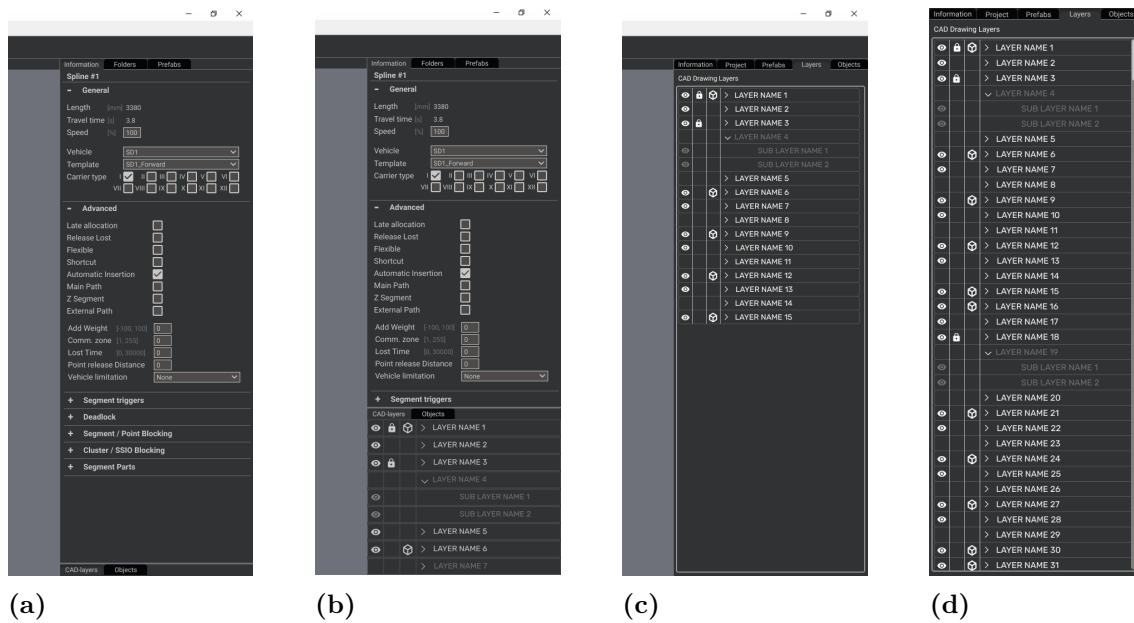 Information Folders Prefabs
Spline #1
- General
Length [mm] 3380
Travel time [s] 3.8
Speed [%] 100
Vehicle SD1
Template SD1_Forward
Carrier type I II III IV V VI
VII VIII IX X XI XII
- Advanced
Late allocation
Release Lost
Flexible
Shortcut
Automatic Insertion
Main Path
Z Segment
External Path
Add Weight [-100, 100] 0
Comm. zone [1, 255] 0
Lost Time [0, 30000] 0
Point release Distance 0
Vehicle limitation None
+ Segment triggers
+ Deadlock
+ Segment / Point Blocking
+ Cluster / SSIO Blocking
+ Segment Parts
CAD-layers Objects
(a)
Information Folders Prefabs
Spline #1
- General
Length [mm] 3380
Travel time [s] 3.8
Speed [%] 100
Vehicle SD1
Template SD1_Forward
Carrier type I II III IV V VI
VII VIII IX X XI XII
- Advanced
Late allocation
Release Lost
Flexible
Shortcut
Automatic Insertion
Main Path
Z Segment
External Path
Add Weight [-100, 100] 0
Comm. zone [1, 255] 0
Lost Time [0, 30000] 0
Point release Distance 0
Vehicle limitation None
+ Segment triggers
CAD-layers Objects
LAYER NAME 1
LAYER NAME 2
LAYER NAME 3
LAYER NAME 4
SUB LAYER NAME 1
SUB LAYER NAME 2
LAYER NAME 5
LAYER NAME 6
LAYER NAME 7
(b)
Information Project Prefabs Layers Objects
CAD Drawing Layers
LAYER NAME 1
LAYER NAME 2
LAYER NAME 3
LAYER NAME 4
SUB LAYER NAME 1
SUB LAYER NAME 2
LAYER NAME 5
LAYER NAME 6
LAYER NAME 7
LAYER NAME 8
LAYER NAME 9
LAYER NAME 10
LAYER NAME 11
LAYER NAME 12
LAYER NAME 13
LAYER NAME 14
LAYER NAME 15
(c)
Information Project Prefabs Layers Objects
CAD Drawing Layers
LAYER NAME 1
LAYER NAME 2
LAYER NAME 3
LAYER NAME 4
SUB LAYER NAME 1
SUB LAYER NAME 2
LAYER NAME 5
LAYER NAME 6
LAYER NAME 7
LAYER NAME 8
LAYER NAME 9
LAYER NAME 10
LAYER NAME 11
LAYER NAME 12
LAYER NAME 13
LAYER NAME 14
LAYER NAME 15
LAYER NAME 16
LAYER NAME 17
LAYER NAME 18
LAYER NAME 19
SUB LAYER NAME 1
SUB LAYER NAME 2
LAYER NAME 20
LAYER NAME 21
LAYER NAME 22
LAYER NAME 23
LAYER NAME 24
LAYER NAME 25
LAYER NAME 26
LAYER NAME 27
LAYER NAME 28
LAYER NAME 29
LAYER NAME 30
LAYER NAME 31
(d)